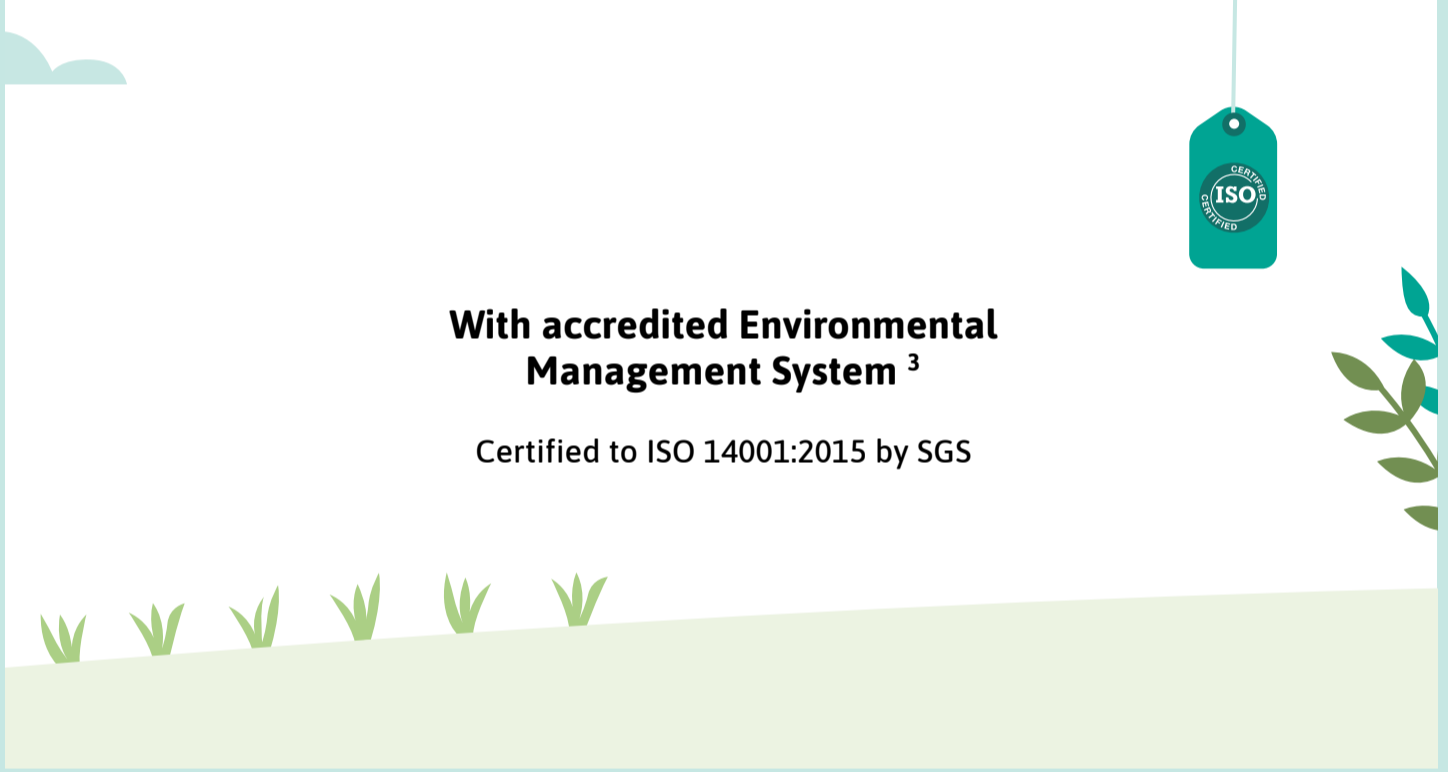 CERTIFIED
ISO
CERTIFIED
With accredited Environmental
Management System ³
Certified to ISO 14001:2015 by SGS